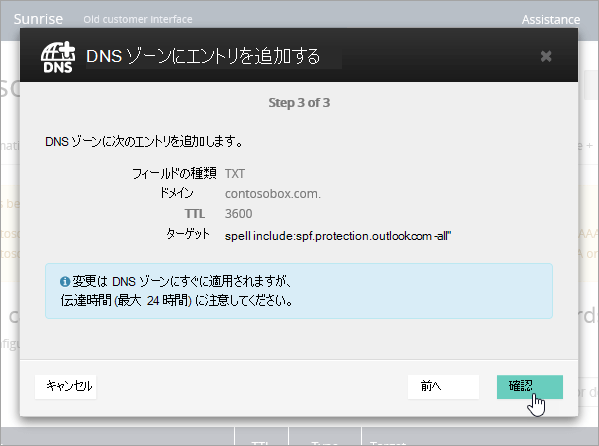 Sunrise Old customer Interface Assistance
DNS DNS ゾーンにエントリを追加する
Step 3 of 3
DNS ゾーンに次のエントリを追加します。
フィールドの種類 TXT
ドメイン contosobox.com.
TTL 3600
ターゲット spell include:spf.protection.outlook.com -all"
変更は DNS ゾーンにすぐに適用されますが、
伝達時間 (最大 24 時間) に注意してください。
キャンセル 前へ 確認
TTL Type Target